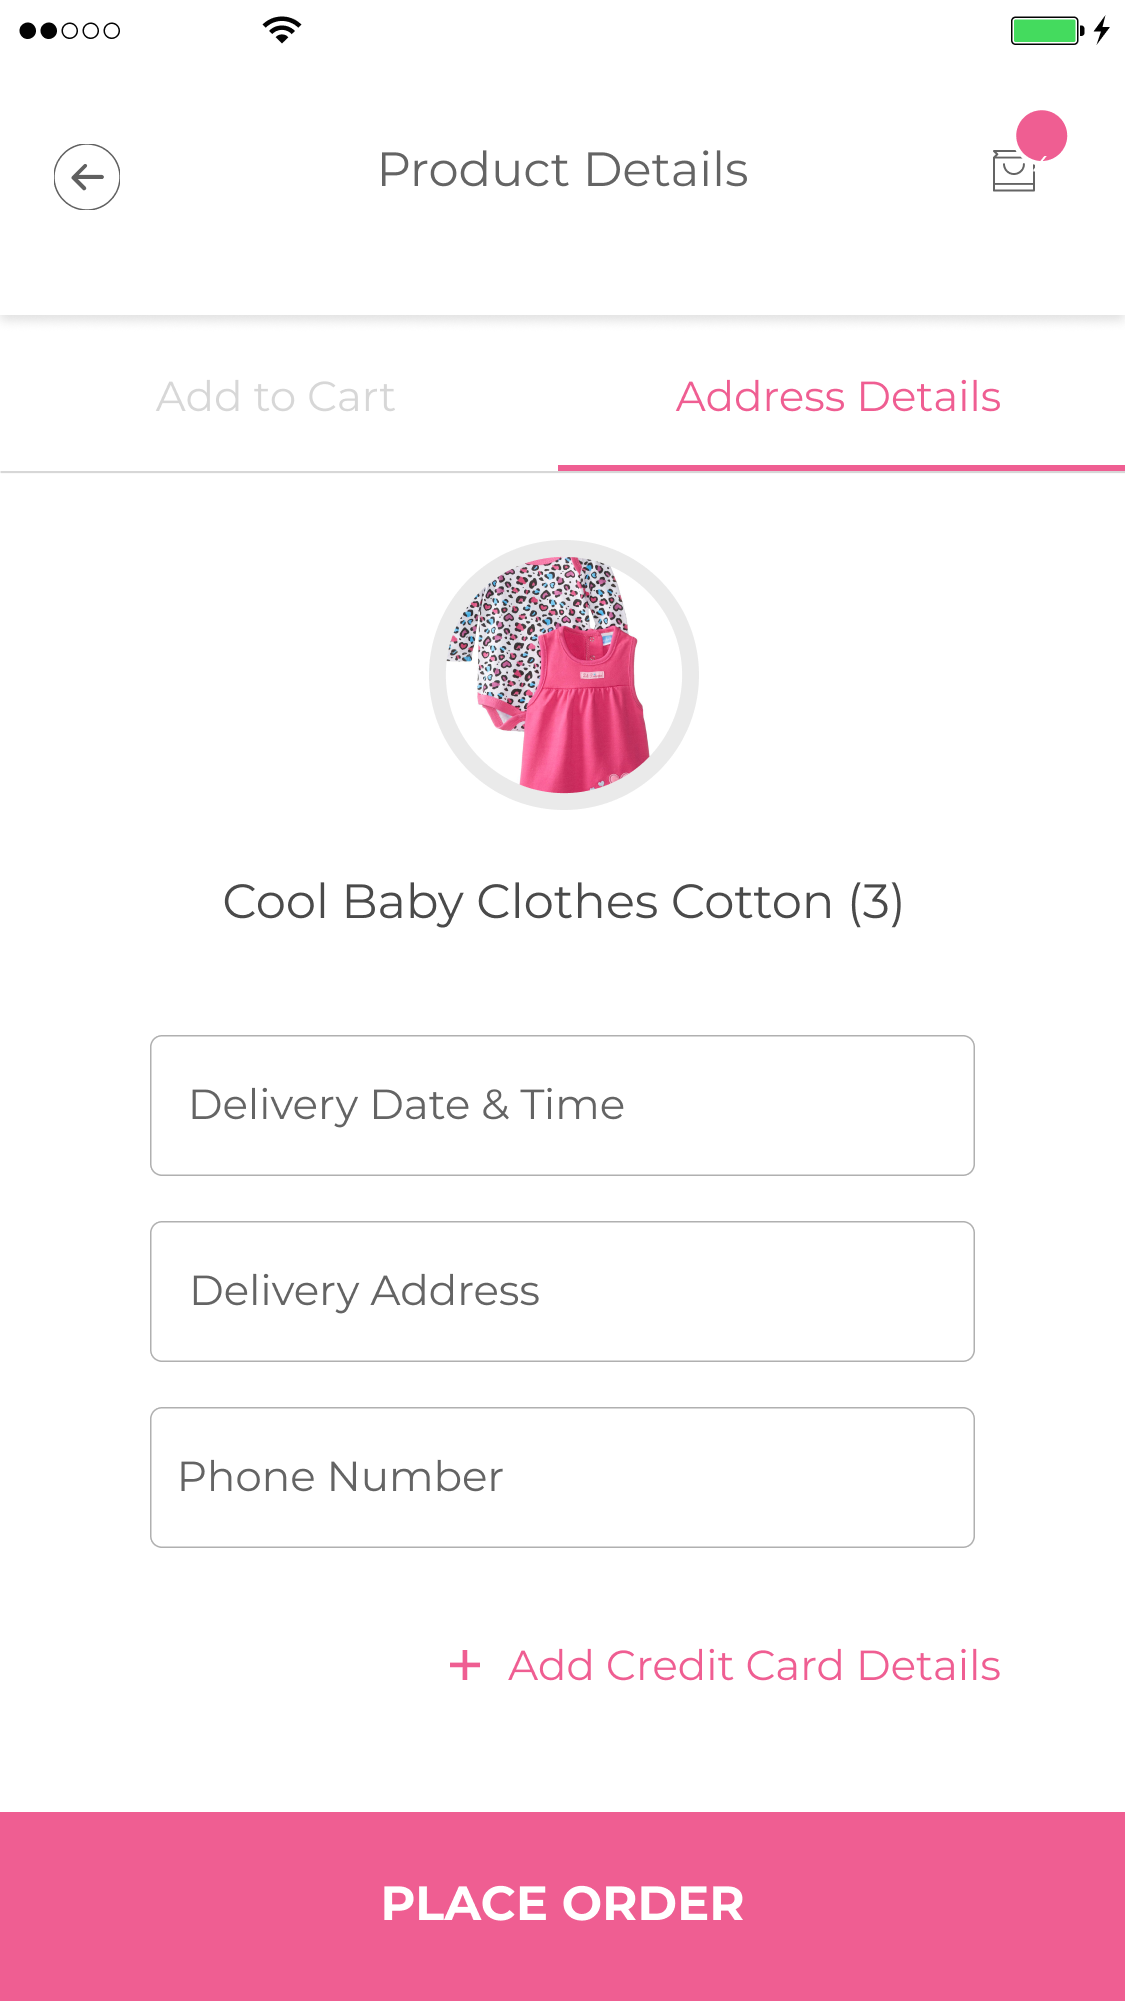 Product Details
Add to Cart
Address Details
Cool Baby Clothes Cotton (3)
Delivery Date & Time
Delivery Address
Phone Number
+ Add Credit Card Details
PLACE ORDER